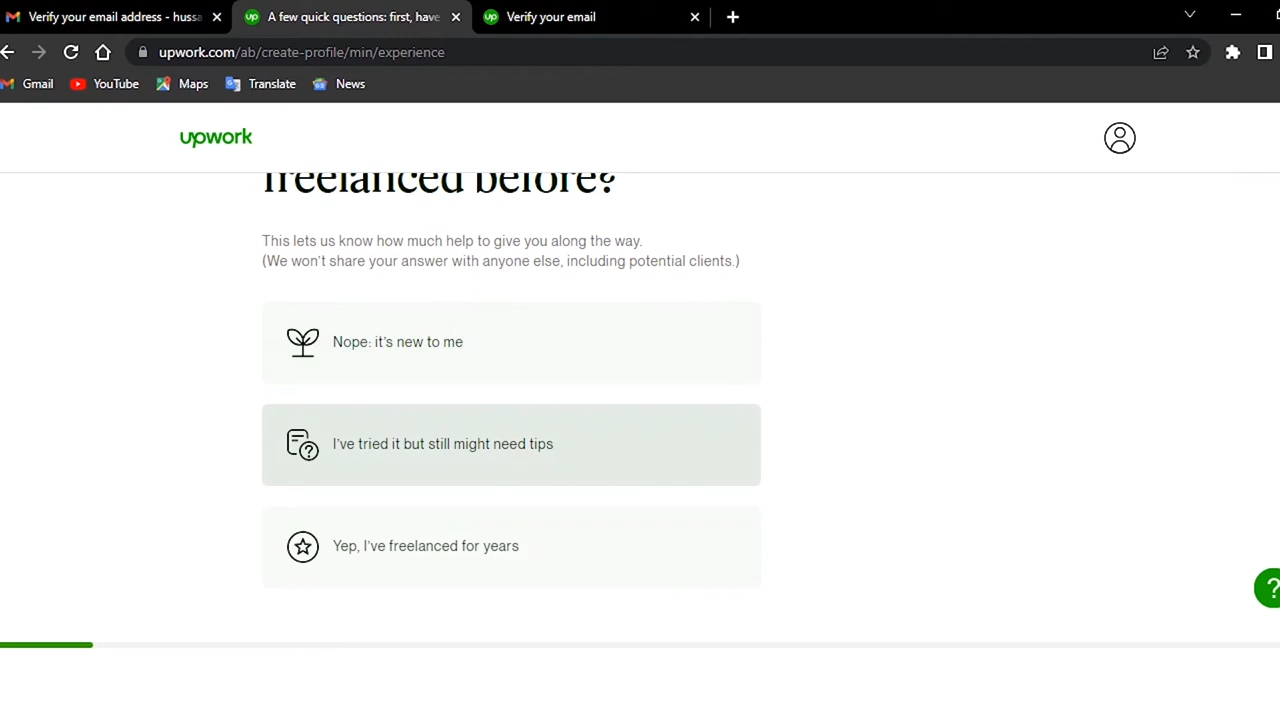 Verify your email address - hussa
A few quick questions: first, have
Verify your email
upwork.com/ab/create-profile/min/experience
Gmail
YouTube
Maps
Translate
News
upwork
freelanced before?
This lets us know how much help to give you along the way.
(We won't share your answer with anyone else, including potential clients.)
Nope: it's new to me
I've tried it but still might need tips
Yep, I've freelanced for years
?